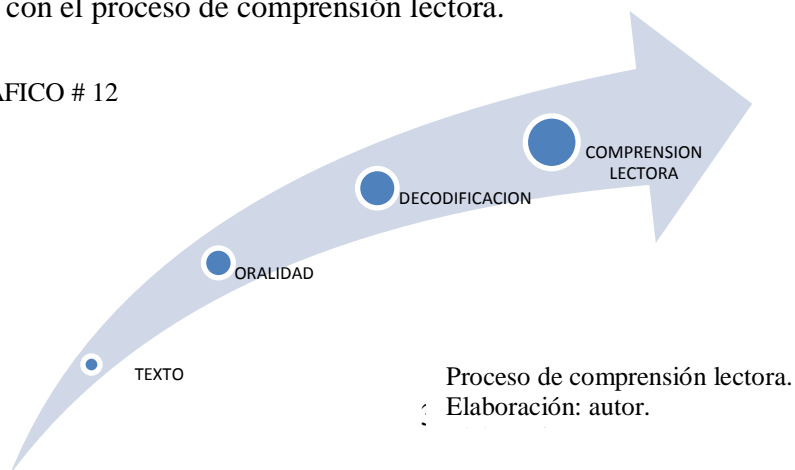 con el proceso de comprensión lectora.
AFICO # 12
COMPRENSION
LECTORA
DECODIFICACION
ORALIDAD
TEXTO
Proceso de comprensión lectora.
Elaboración: autor.